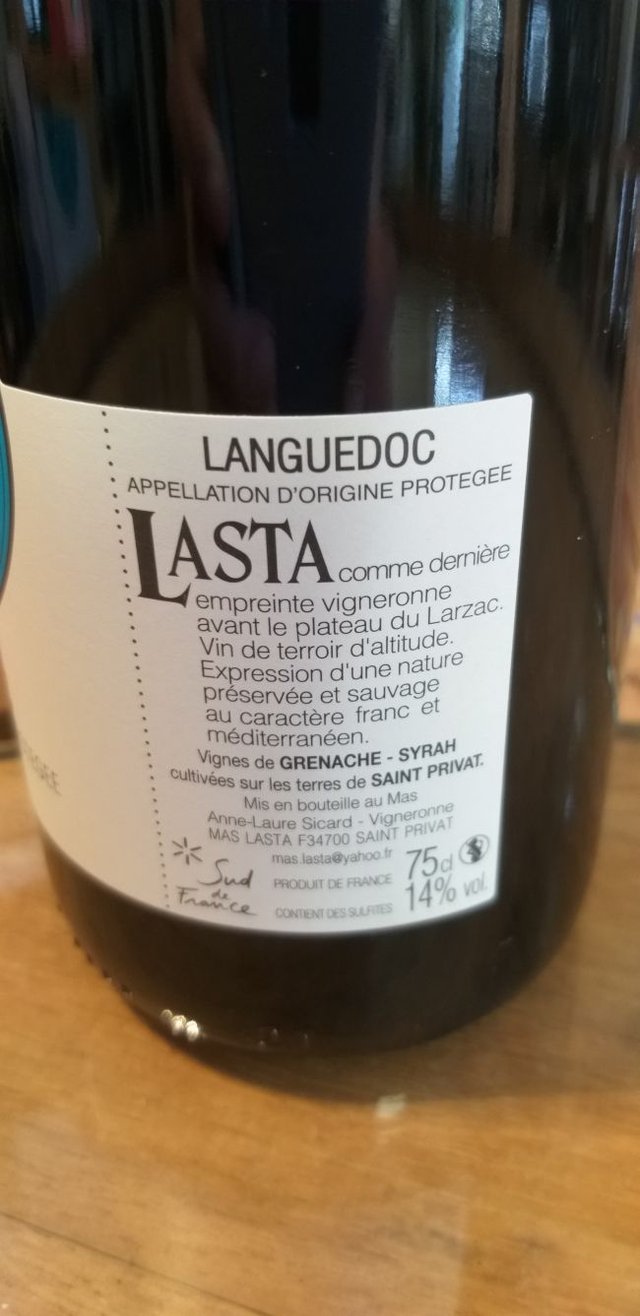 LANGUEDOC
APPELLATION D'ORIGINE PROTEGEE
LASTA comme dernière
empreinte vigneronne
avant le plateau du Larzac.
Vin de terroir d'altitude.
Expression d'une nature
préservée et sauvage
au caractère franc et
méditerranéen.
Vignes de GRENACHE - SYRAH
cultivées sur les terres de SAINT PRIVAT.
Mis en bouteille au Mas
Anne-Laure Sicard - Vigneronne
MAS LASTA F34700 SAINT PRIVAT
mas.lasta@yahoo.fr
Sud
de
France
PRODUIT DE FRANCE
CONTIENT DES SULFITES
75cl
14% vol.